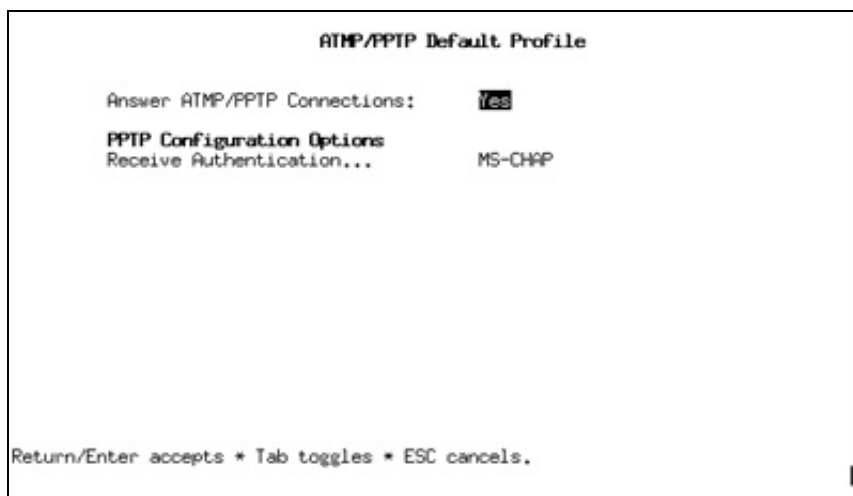 ATMP/PPTP Default Profile
Answer ATMP/PPTP Connections: Yes
PPTP Configuration Options
Receive Authentication... MS-CHAP
Return/Enter accepts * Tab toggles * ESC cancels.